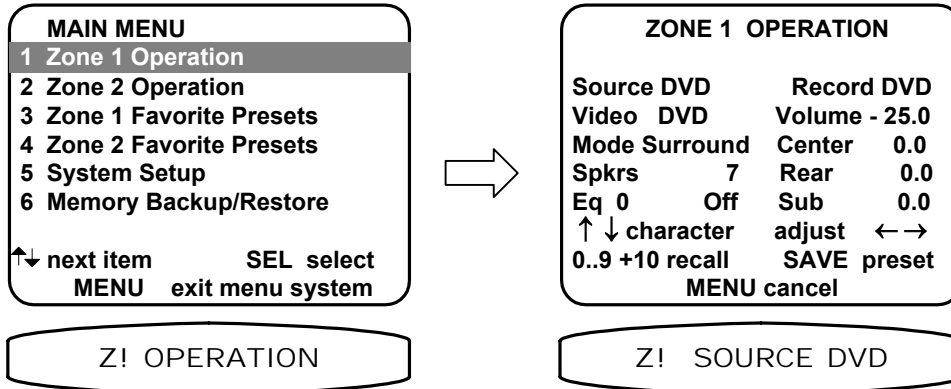 MAIN MENU
1 Zone 1 Operation
2 Zone 2 Operation
3 Zone 1 Favorite Presets
4 Zone 2 Favorite Presets
5 System Setup
6 Memory Backup/Restore
↑↓ next item SEL select
MENU exit menu system
Z! OPERATION
ZONE 1 OPERATION
Source DVD Record DVD
Video DVD Volume - 25.0
Mode Surround Center 0.0
Spkrs 7 Rear 0.0
Eq 0 Off Sub 0.0
↑ ↓ character adjust ← →
0..9 +10 recall SAVE preset
MENU cancel
Z! SOURCE DVD